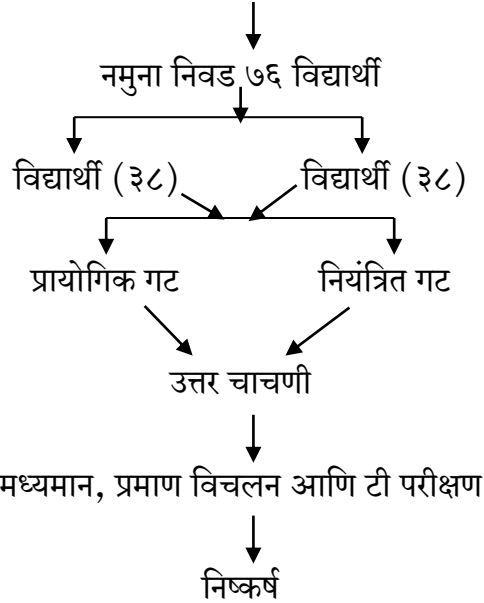 नमुना निवड ७६ विद्यार्थी
विद्यार्थी (३८) विद्यार्थी (३८)
प्रायोगिक गट नियंत्रित गट
उत्तर चाचणी
मध्यमान, प्रमाण विचलन आणि टी परीक्षण
निष्कर्ष